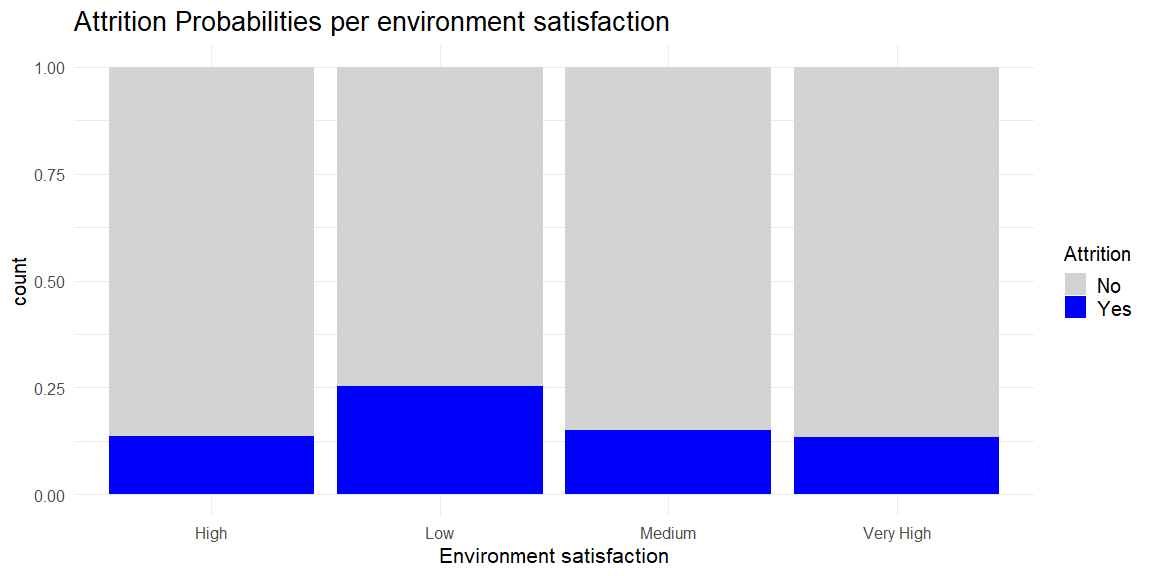 Attrition Probabilities per environment satisfaction
1.00
0.75
0.50
0.25
0.00
count
High
Low
Medium
Very High
Environment satisfaction
Attrition
No
Yes